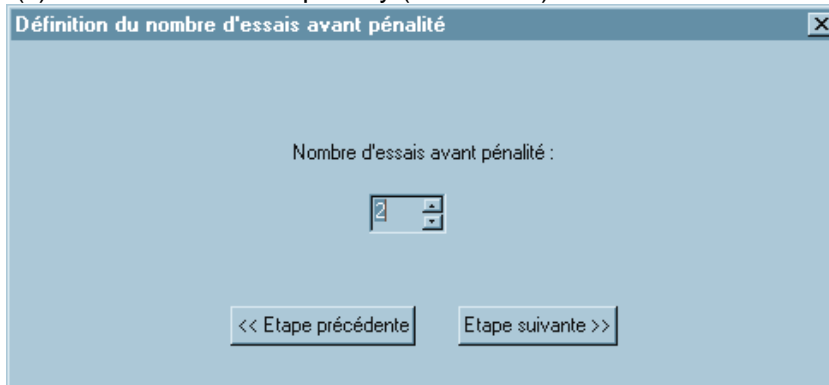 Définition du nombre d'essais avant pénalité
Nombre d'essais avant pénalité :
2
<< Etape précédente
Etape suivante >>